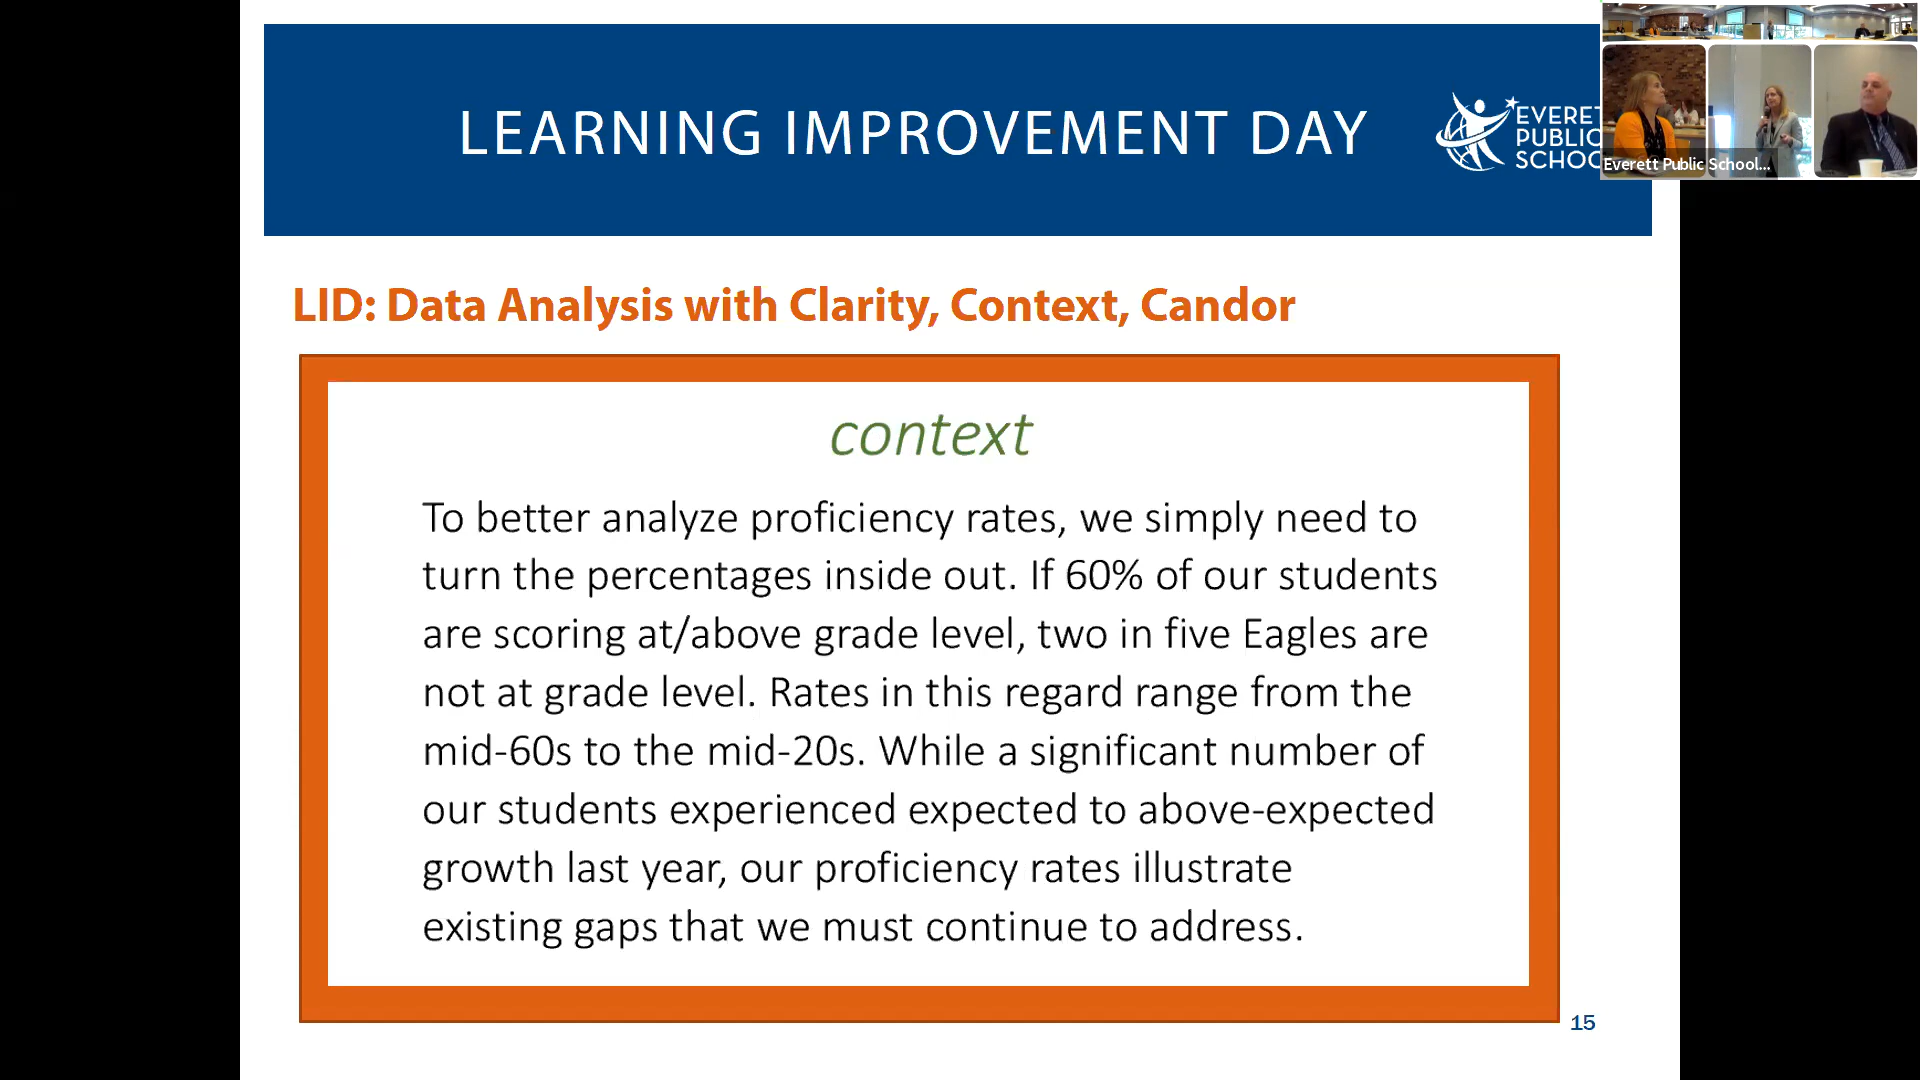 LEARNING IMPROVEMENT DAY
EVERETT
PUBLIC
SCHOO
Everett Public School...
LID: Data Analysis with Clarity, Context, Candor
context
To better analyze proficiency rates, we simply need to
turn the percentages inside out. If 60% of our students
are scoring at/above grade level, two in five Eagles are
not at grade level. Rates in this regard range from the
mid-60s to the mid-20s. While a significant number of
our students experienced expected to above-expected
growth last year, our proficiency rates illustrate
existing gaps that we must continue to address.
15